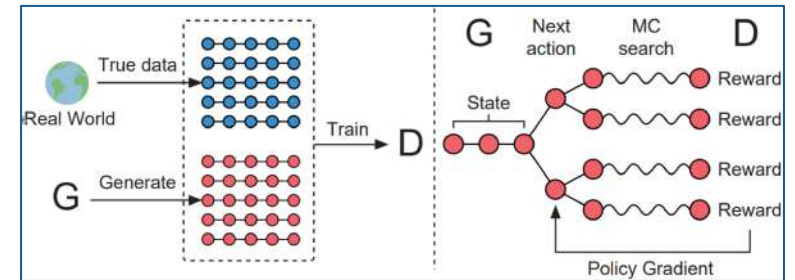 True data
Real World
G
Generate
Train
D
G
Next
action
MC
search
D
State
Reward
Reward
Reward
Reward
Policy Gradient